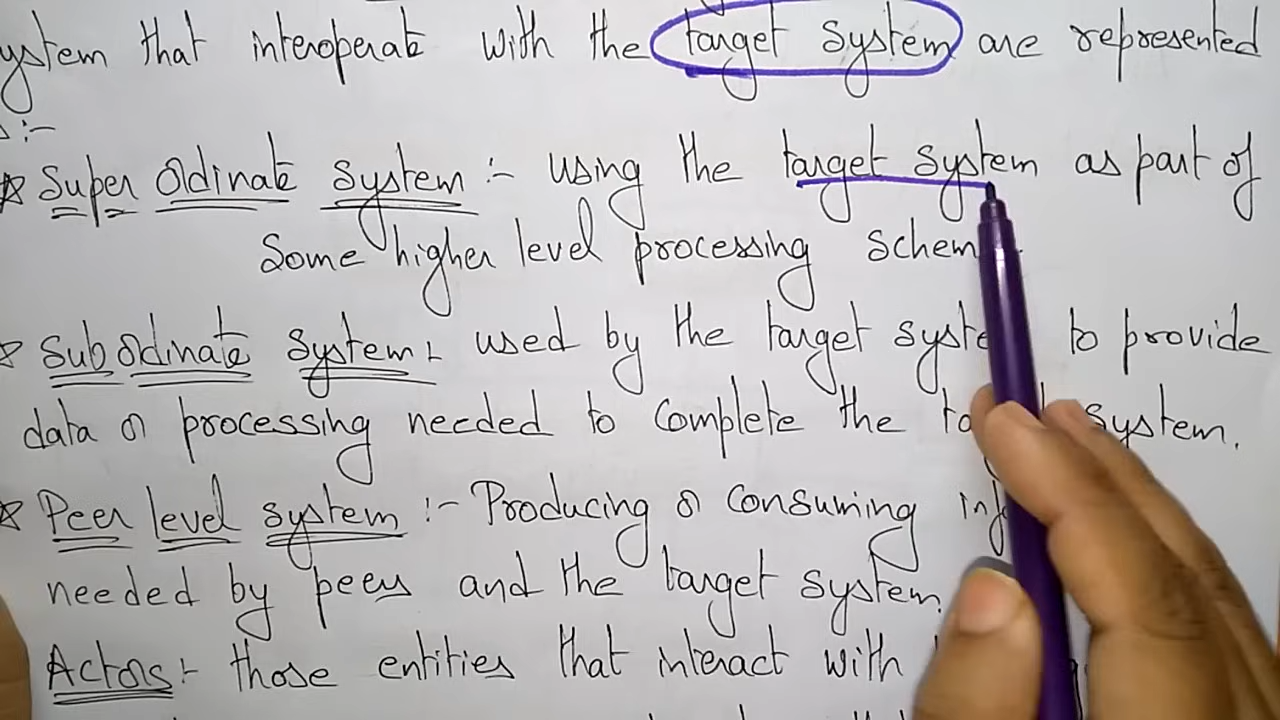 ystem that interoperate with the target system are represented
s :-
☆ Super Odinate system :- using the target system as part of
Some higher level processing Schem
☆ Subodinate system :- used by the target syste to provide
data or processing needed to Complete the system.
☆ Peer level system :- Producing or Consuming inf
needed by peers and the target system.
Actors :- those entities that interact with